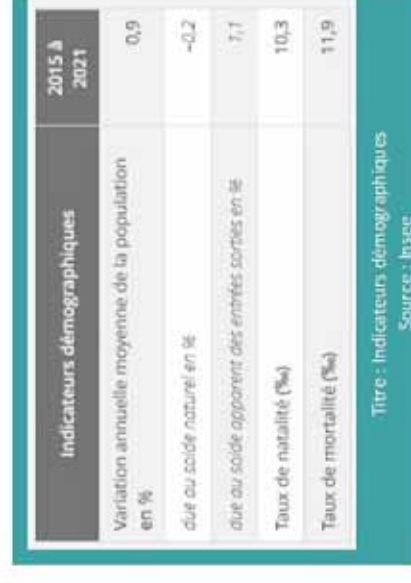 Indicateurs démographiques 2015 à 2021
Variation annuelle moyenne de la population en % 0,9
due au solde naturel en % –0,2
due au solde apparent des entrées sorties en % 1,1
Taux de natalité (‰) 10,3
Taux de mortalité (‰) 11,9
Titre : Indicateurs démographiques
Source : Insee